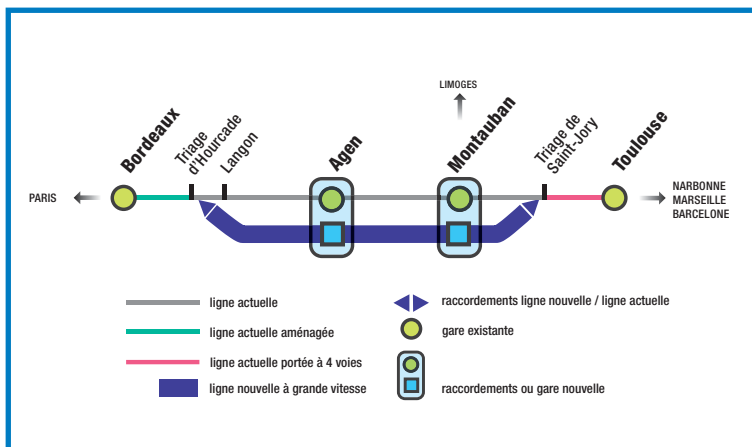 LIMOGES
Bordeaux
Triage
d'Hourcade
Langon
Agen
Montauban
Triage de
Saint-Jory
Toulouse
PARIS
NARBONNE
MARSEILLE
BARCELONE
ligne actuelle
ligne actuelle aménagée
ligne actuelle portée à 4 voies
ligne nouvelle à grande vitesse
raccordements ligne nouvelle / ligne actuelle
gare existante
raccordements ou gare nouvelle